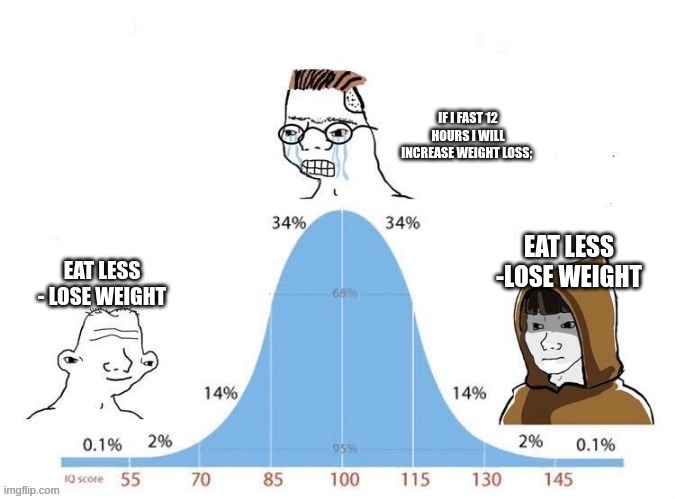 IF I FAST 12
HOURS I WILL
INCREASE WEIGHT LOSS;
34%
34%
EAT LESS
-LOSE WEIGHT
EAT LESS
- LOSE WEIGHT
68%
14%
14%
0.1%
2%
95%
2%
0.1%
IQ score
55
70
85
100
115
130
145
imgflip.com